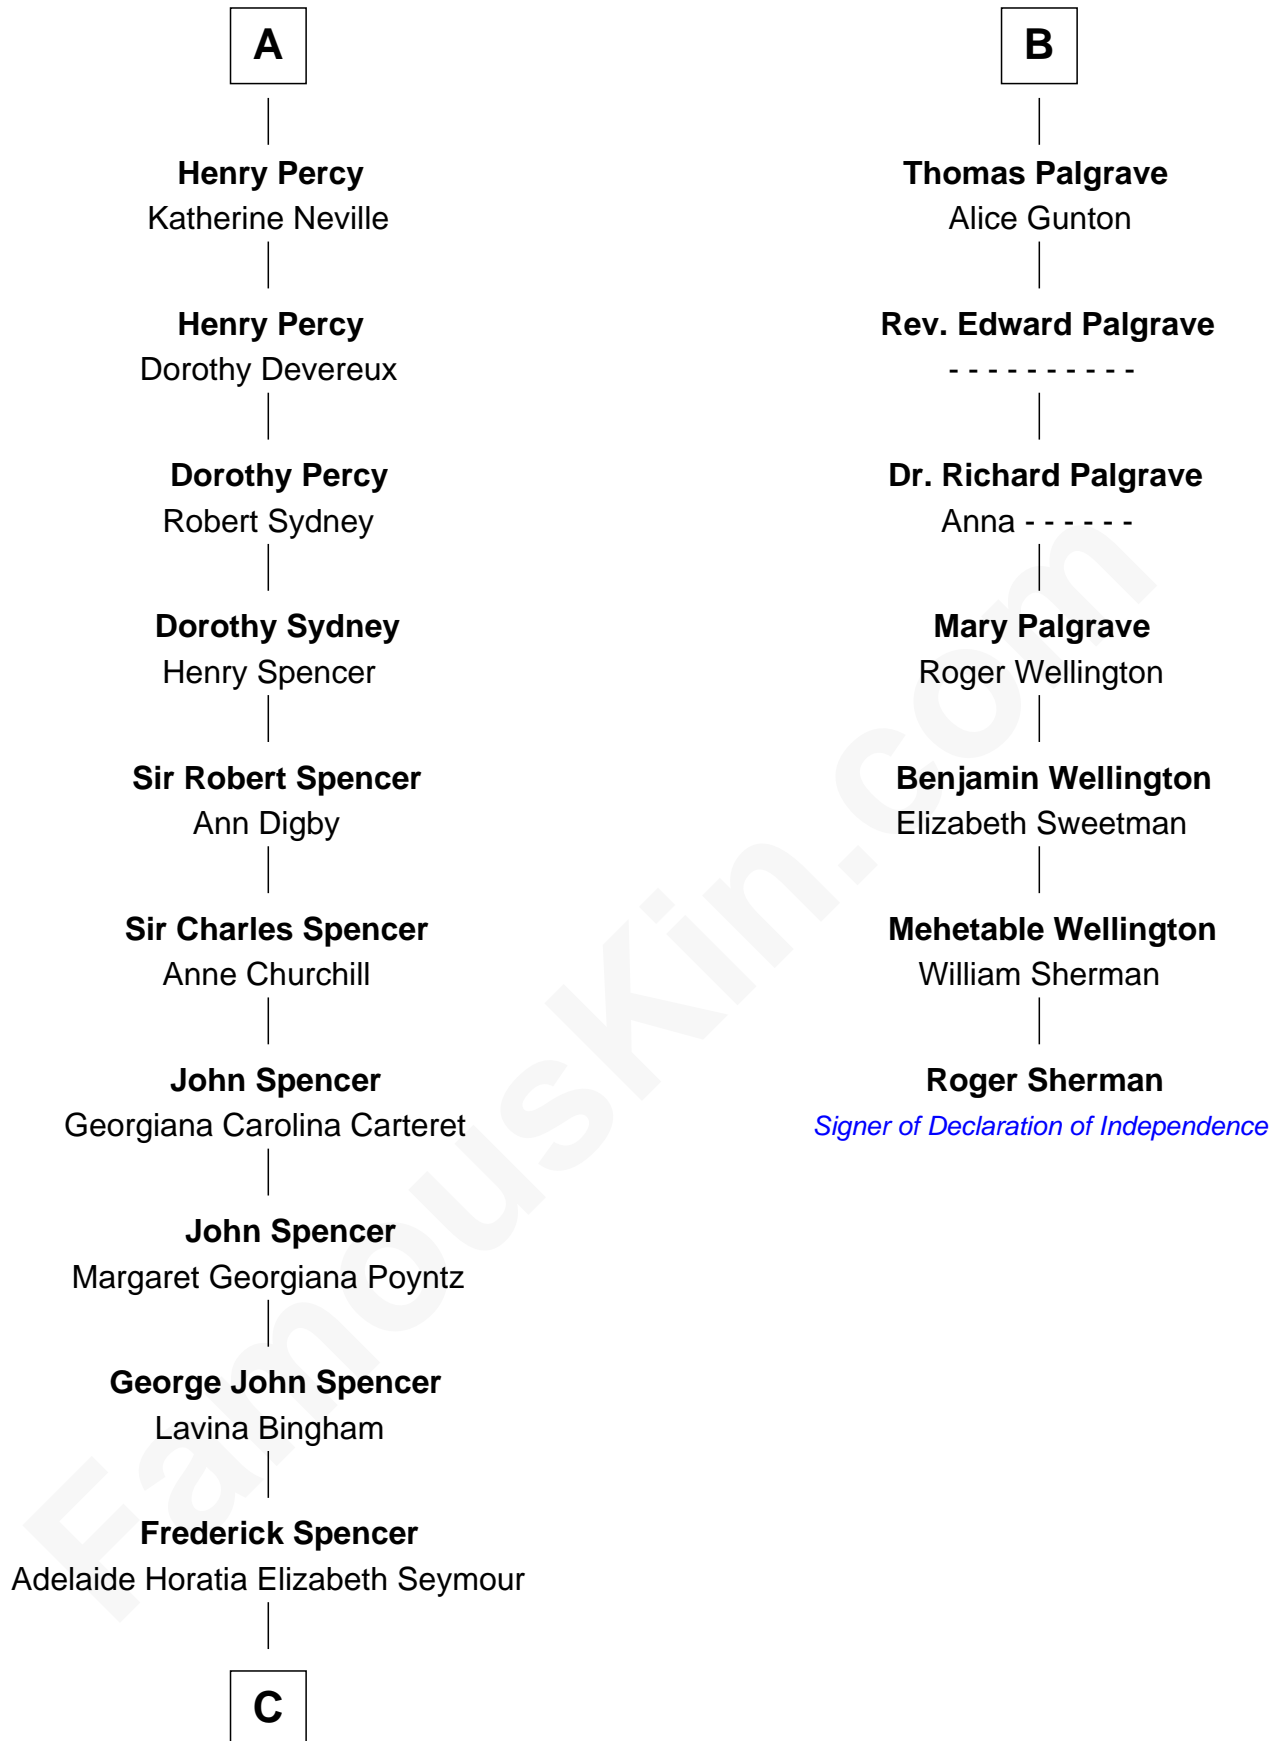 A
Henry Percy
Katherine Neville
Henry Percy
Dorothy Devereux
Dorothy Percy
Robert Sydney
Dorothy Sydney
Henry Spencer
Sir Robert Spencer
Ann Digby
Sir Charles Spencer
Anne Churchill
John Spencer
Georgiana Carolina Carteret
John Spencer
Margaret Georgiana Poyntz
George John Spencer
Lavina Bingham
Frederick Spencer
Adelaide Horatia Elizabeth Seymour
C
B
Thomas Palgrave
Alice Gunton
Rev. Edward Palgrave
- - - - - - - - - -
Dr. Richard Palgrave
Anna - - - - - -
Mary Palgrave
Roger Wellington
Benjamin Wellington
Elizabeth Sweetman
Mehetable Wellington
William Sherman
Roger Sherman
Signer of Declaration of Independence
FamousKin.com